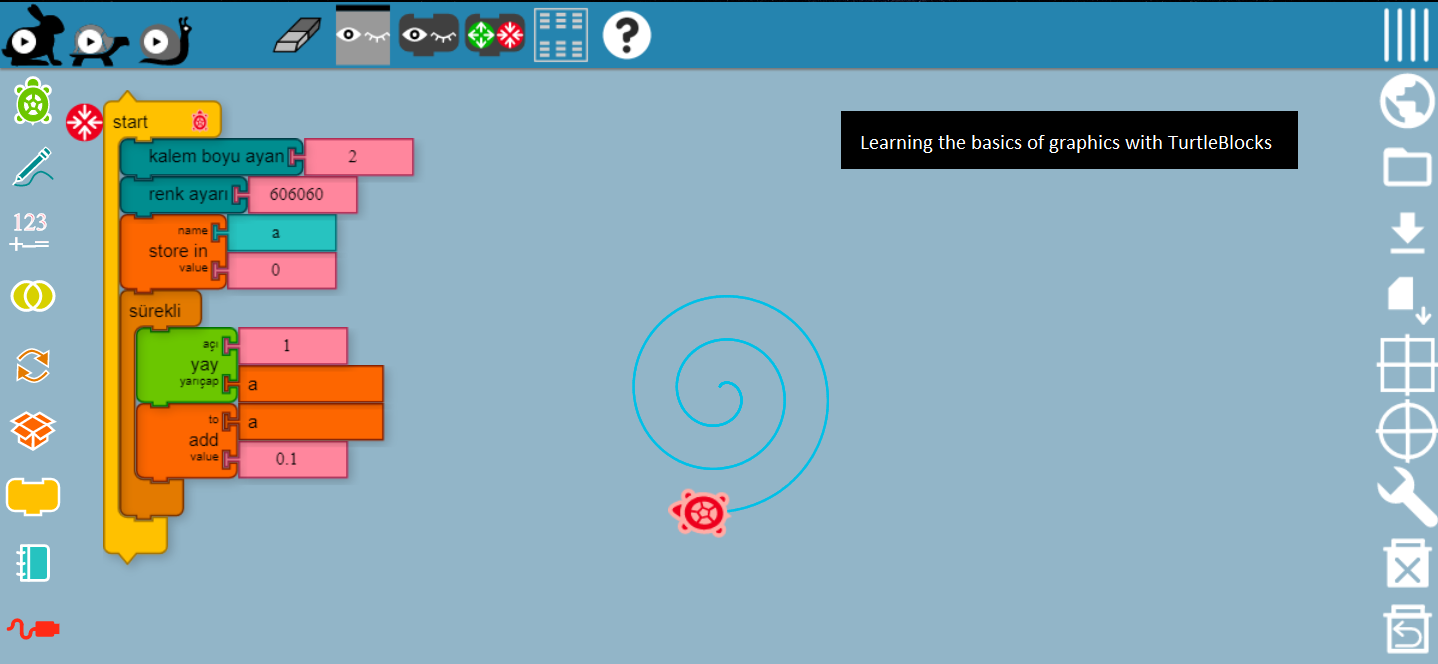 start
kalem boyu ayarı
2
renk ayarı
606060
name
a
store in
value
0
sürekli
açı
1
yay
yarıçap
a
to
a
add
value
0.1
123
+–=
?
Learning the basics of graphics with TurtleBlocks